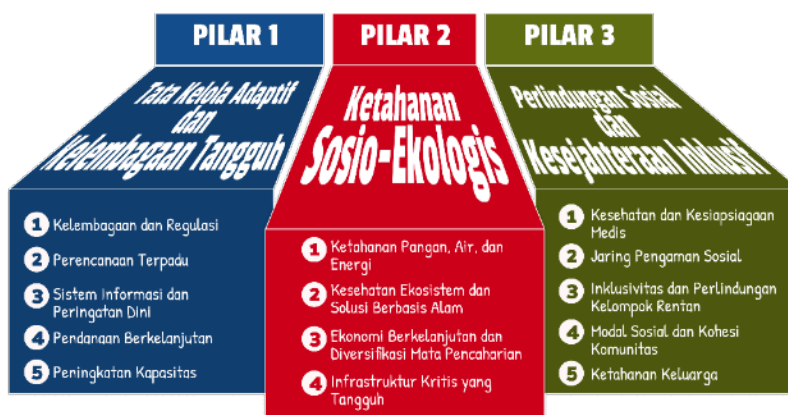 PILAR 1
Tata Kelola Adaptif
dan
Kelembagaan Tangguh
1 Kelembagaan dan Regulasi
2 Perencanaan Terpadu
3 Sistem Informasi dan
Peringatan Dini
4 Pendanaan Berkelanjutan
5 Peningkatan Kapasitas
PILAR 2
Ketahanan
Sosio-Ekologis
1 Ketahanan Pangan, Air, dan
Energi
2 Kesehatan Ekosistem dan
Solusi Berbasis Alam
3 Ekonomi Berkelanjutan dan
Diversifikasi Mata Pencaharian
4 Infrastruktur Kritis yang
Tangguh
PILAR 3
Perlindungan Sosial
dan
Kesejahteraan Inklusif
1 Kesehatan dan Kesiapsiagaan
Medis
2 Jaring Pengaman Sosial
3 Inklusivitas dan Perlindungan
Kelompok Rentan
4 Modal Sosial dan Kohesi
Komunitas
5 Ketahanan Keluarga